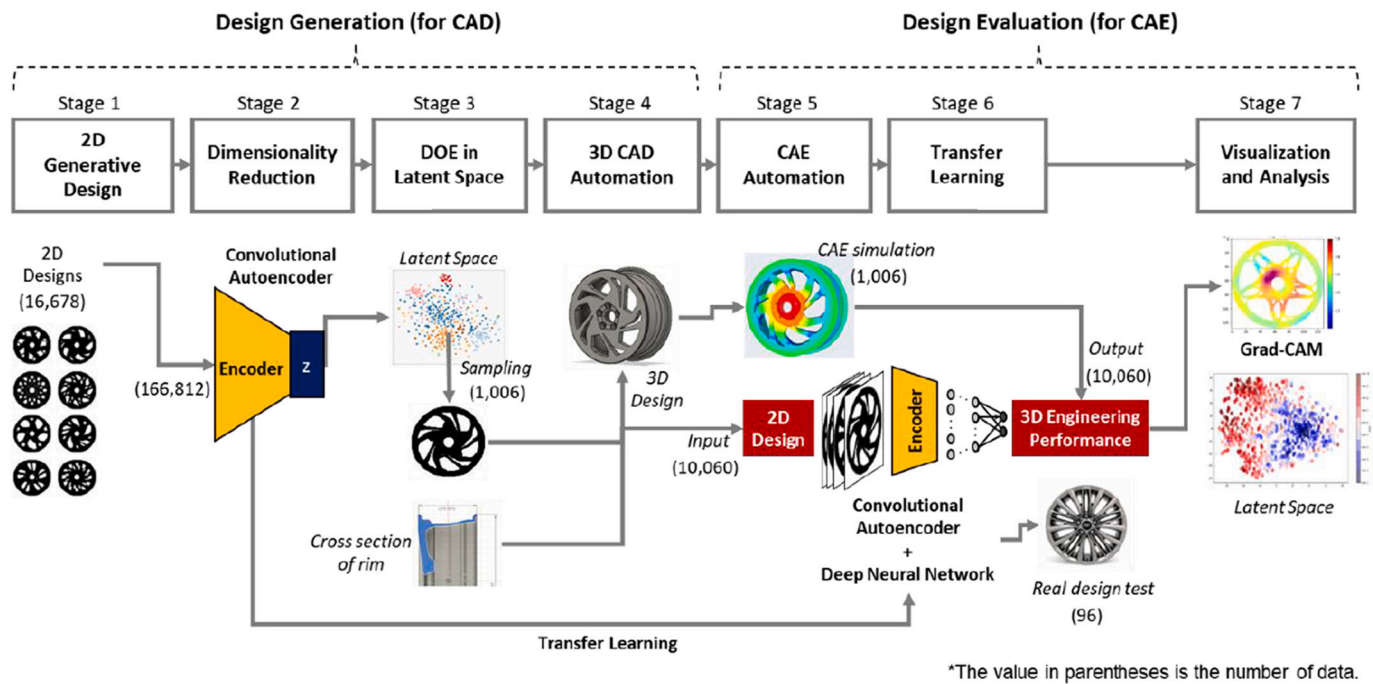 Design Generation (for CAD)
Design Evaluation (for CAE)
Stage 1
Stage 2
Stage 3
Stage 4
Stage 5
Stage 6
Stage 7
2D
Generative
Design
Dimensionality
Reduction
DOE in
Latent Space
3D CAD
Automation
CAE
Automation
Transfer
Learning
Visualization
and Analysis
2D
Designs
(16,678)
(166,812)
Convolutional
Autoencoder
Encoder
Z
Latent Space
Sampling
(1,006)
Cross section
of rim
3D
Design
CAE simulation
(1,006)
Input
(10,060)
2D
Design
Encoder
Convolutional
Autoencoder
+
Deep Neural Network
Output
(10,060)
3D Engineering
Performance
Real design test
(96)
Grad-CAM
Latent Space
Transfer Learning
*The value in parentheses is the number of data.